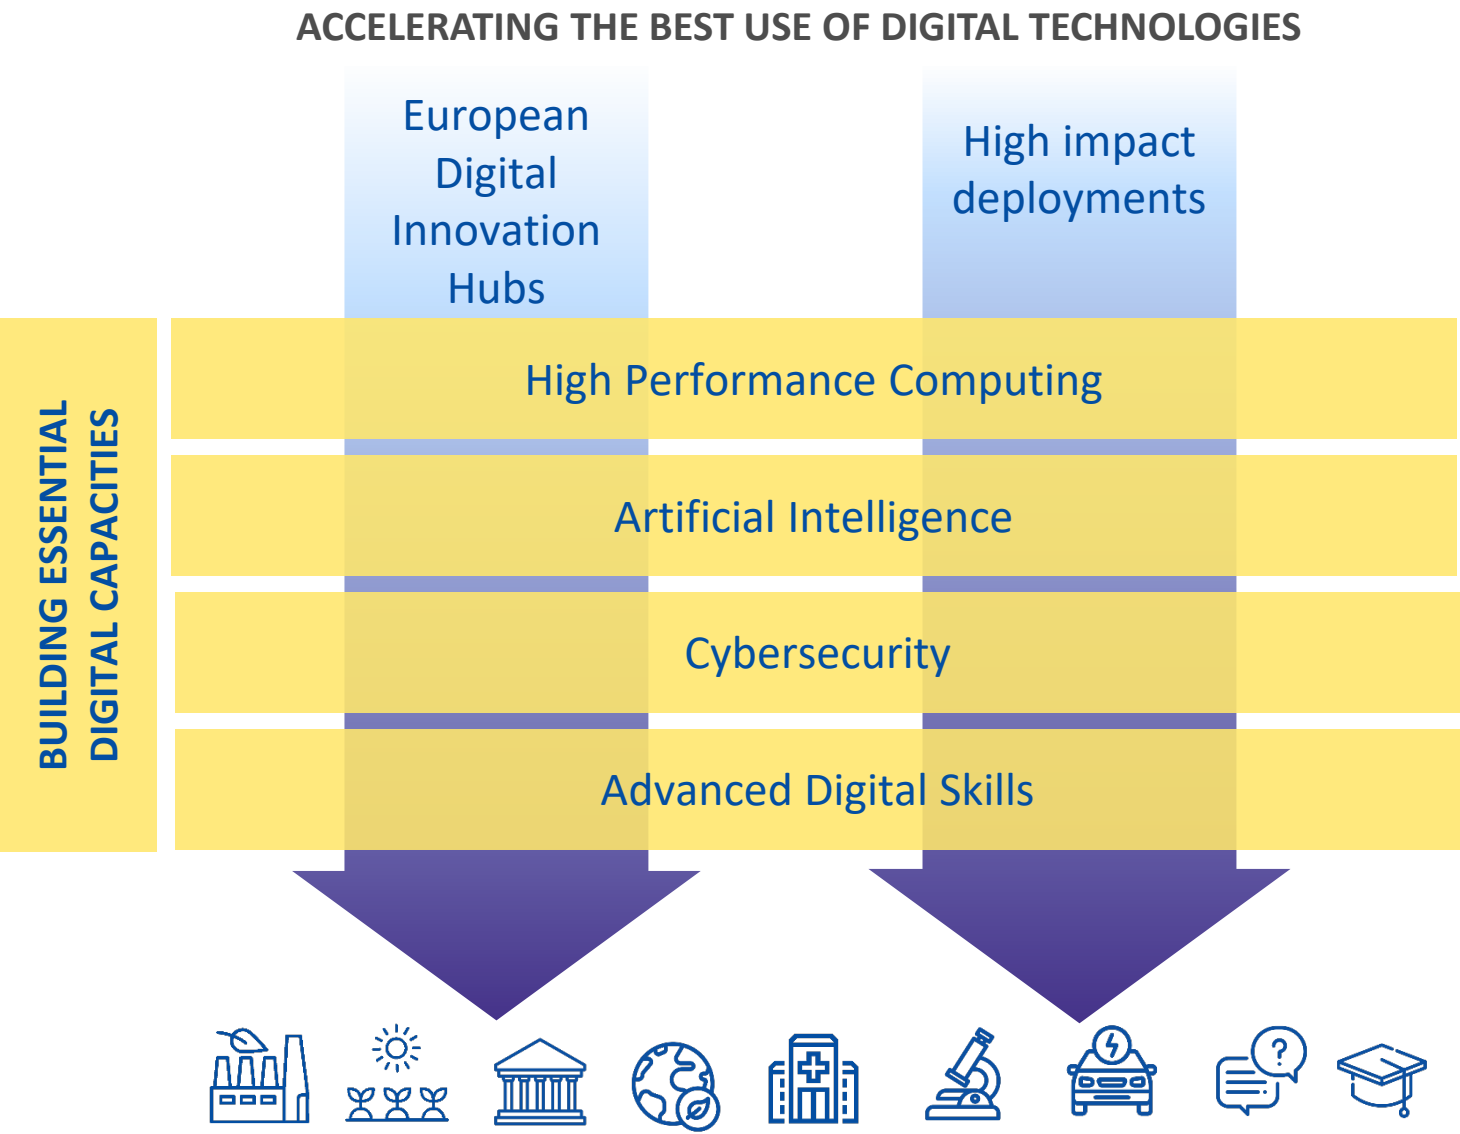 ACCELERATING THE BEST USE OF DIGITAL TECHNOLOGIES
European
Digital
Innovation
Hubs
High impact
deployments
BUILDING ESSENTIAL
DIGITAL CAPACITIES
High Performance Computing
Artificial Intelligence
Cybersecurity
Advanced Digital Skills
?